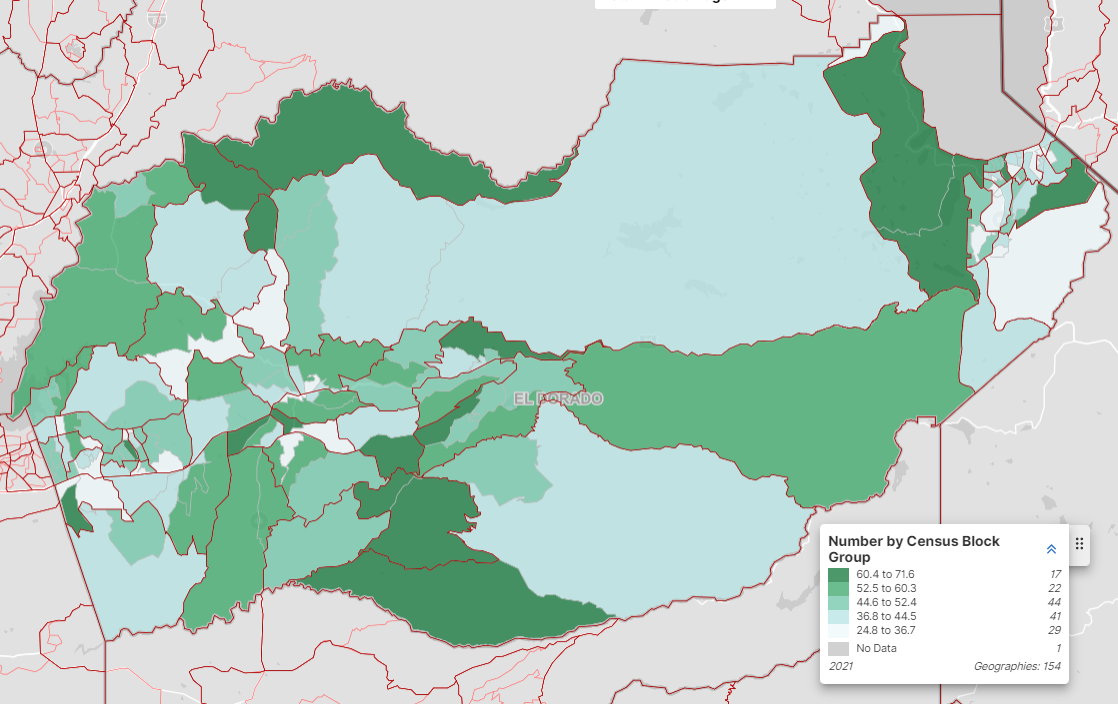 EL DORADO
Number by Census Block
Group
60.4 to 71.6 17
52.5 to 60.3 22
44.6 to 52.4 44
36.8 to 44.5 41
24.8 to 36.7 29
No Data 1
2021 Geographies: 154